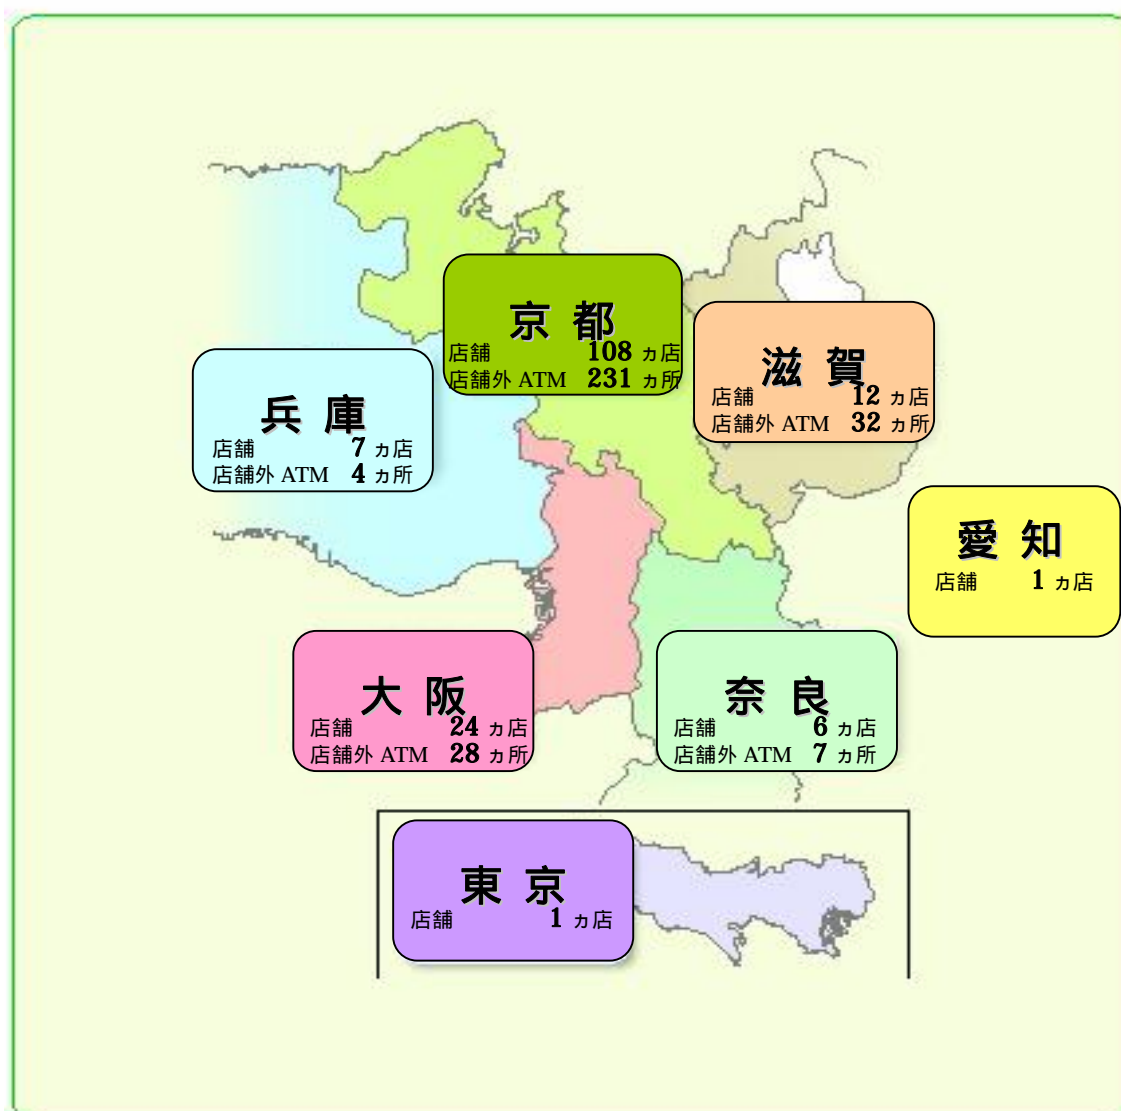 京 都
店舗 108 ヵ店
店舗外 ATM 231 ヵ所
滋 賀
店舗 12 ヵ店
店舗外 ATM 32 ヵ所
兵 庫
店舗 7 ヵ店
店舗外 ATM 4 ヵ所
愛 知
店舗 1 ヵ店
大 阪
店舗 24 ヵ店
店舗外 ATM 28 ヵ所
奈 良
店舗 6 ヵ店
店舗外 ATM 7 ヵ所
東 京
店舗 1 ヵ店